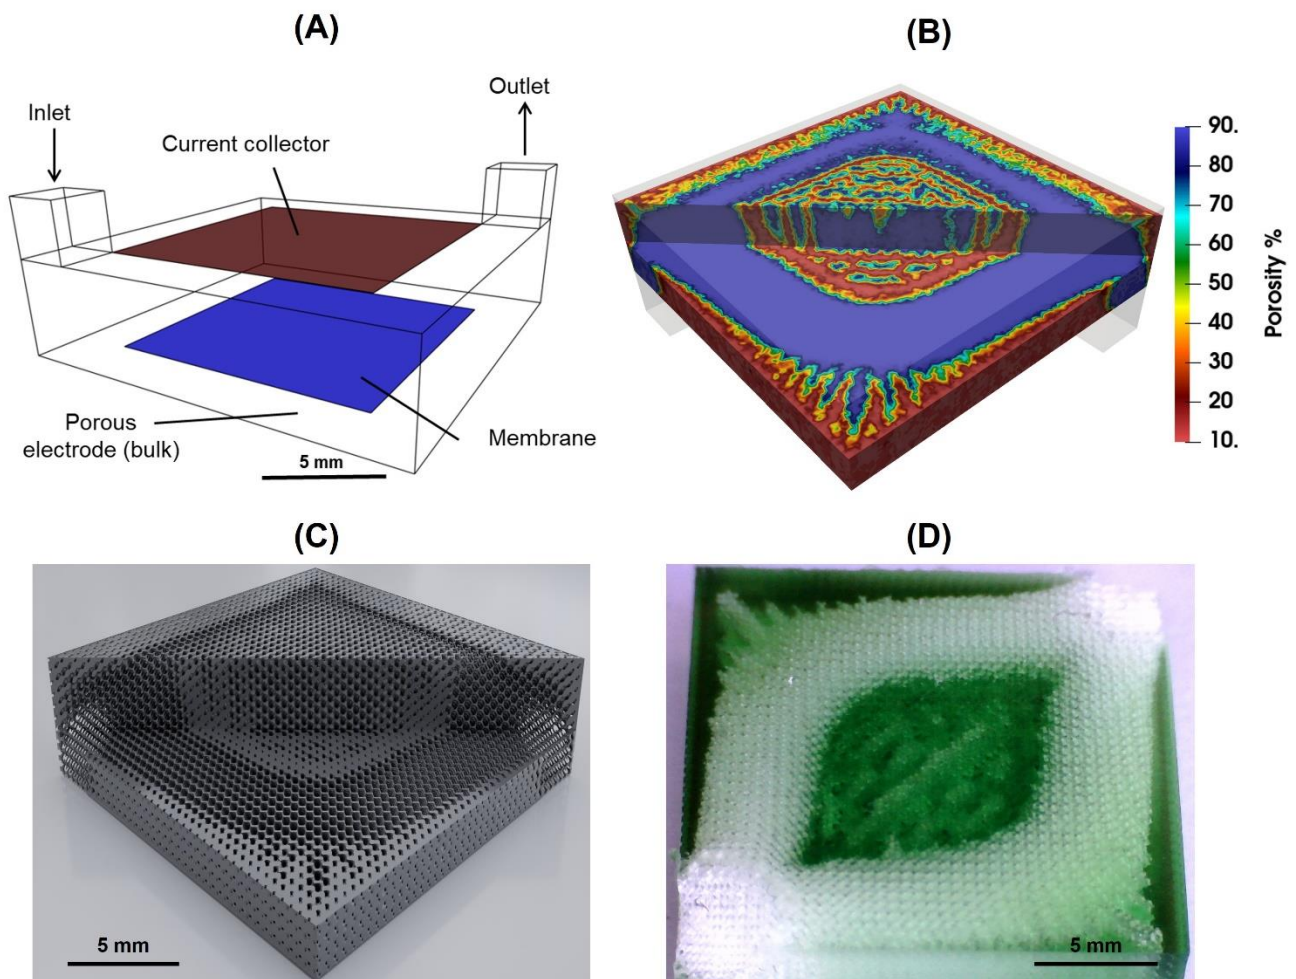 (A)
Inlet
Outlet
Current collector
Porous
electrode (bulk)
Membrane
5 mm
(B)
90.
80
70
60
50
40
30
20
10.
Porosity %
(C)
5 mm
(D)
5 mm